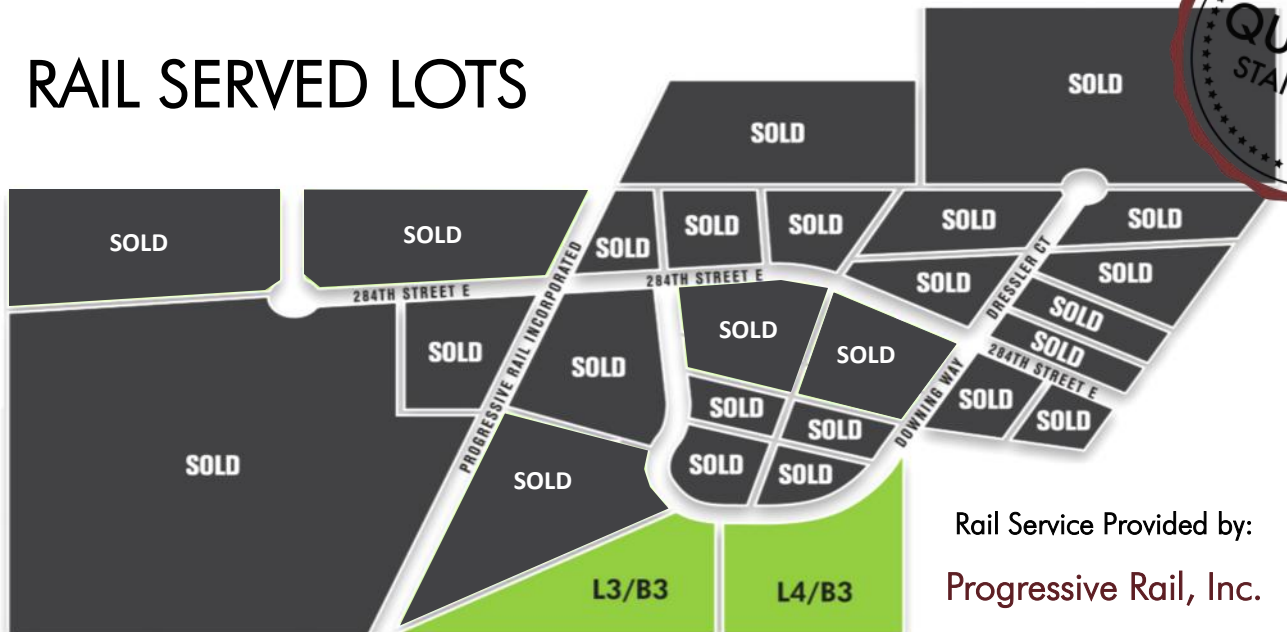 RAIL SERVED LOTS
SOLD
SOLD
SOLD
SOLD
SOLD
SOLD
SOLD
SOLD
SOLD
SOLD
284TH STREET E
284TH STREET E
PROGRESSIVE RAIL INCORPORATED
SOLD
SOLD
DRESSLER CT
SOLD
SOLD
SOLD
SOLD
SOLD
SOLD
284TH STREET E
SOLD
SOLD
DOWNING WAY
SOLD
SOLD
SOLD
SOLD
SOLD
SOLD
SOLD
L3/B3
L4/B3
Rail Service Provided by:
Progressive Rail, Inc.